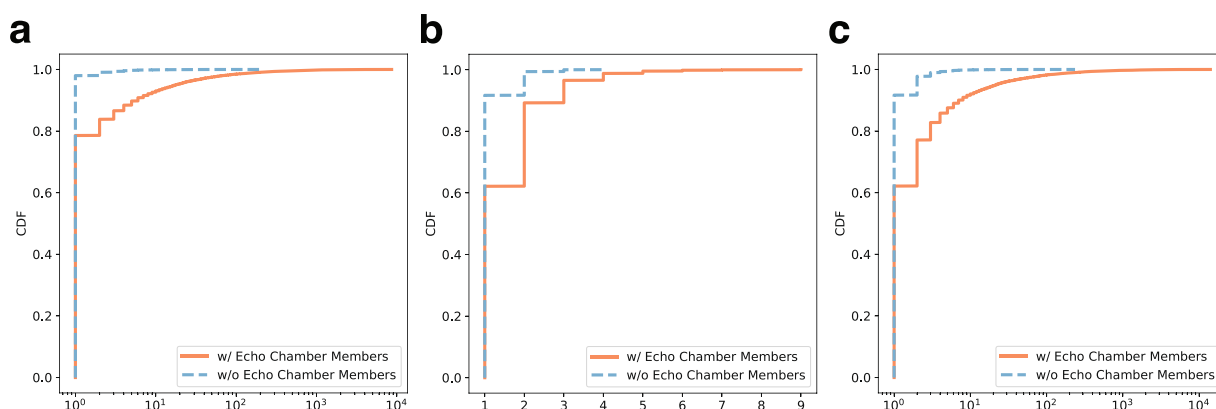 a
b
c
CDF
1.0
0.8
0.6
0.4
0.2
0.0
w/ Echo Chamber Members
w/o Echo Chamber Members
10⁰ 10¹ 10² 10³ 10⁴
CDF
1.0
0.8
0.6
0.4
0.2
0.0
w/ Echo Chamber Members
w/o Echo Chamber Members
1 2 3 4 5 6 7 8 9
CDF
1.0
0.8
0.6
0.4
0.2
0.0
w/ Echo Chamber Members
w/o Echo Chamber Members
10⁰ 10¹ 10² 10³ 10⁴